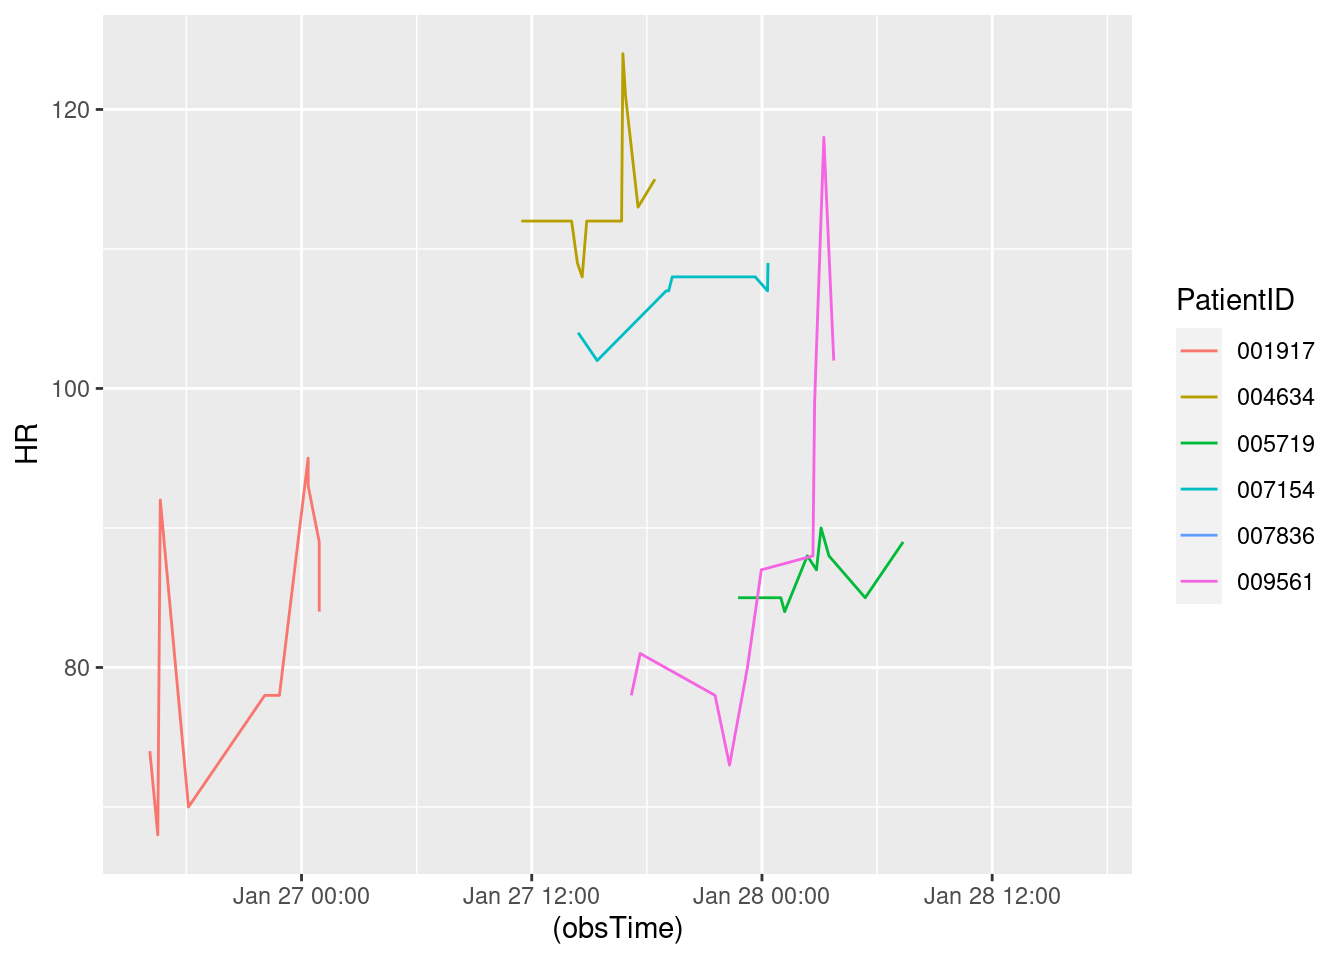 120
100
80
HR
Jan 27 00:00
Jan 27 12:00
Jan 28 00:00
Jan 28 12:00
(obsTime)
PatientID
001917
004634
005719
007154
007836
009561